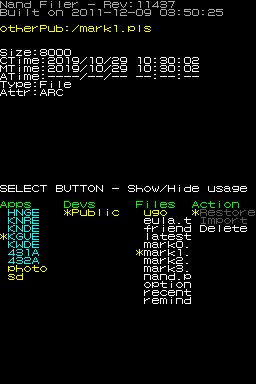 Nand Filer - Rev:11437
Built on 2011-12-09 03:50:25
otherPub:/mark1.pls
Size:8000
CTime:2019/10/29 10:30:02
MTime:2019/10/29 10:30:02
ATime:----/--/-- --:--:--
Type:File
Attr:ARC
SELECT BUTTON - Show/Hide usage
Apps Devs Files Action
HNGE *Public ugo *Restore
KNRE eula.t Import
KNDE friend Delete
*KGUE latest
KWDE mark0.
431A *mark1.
432A mark2.
photo mark3.
sd nand.p
option
recent
remind